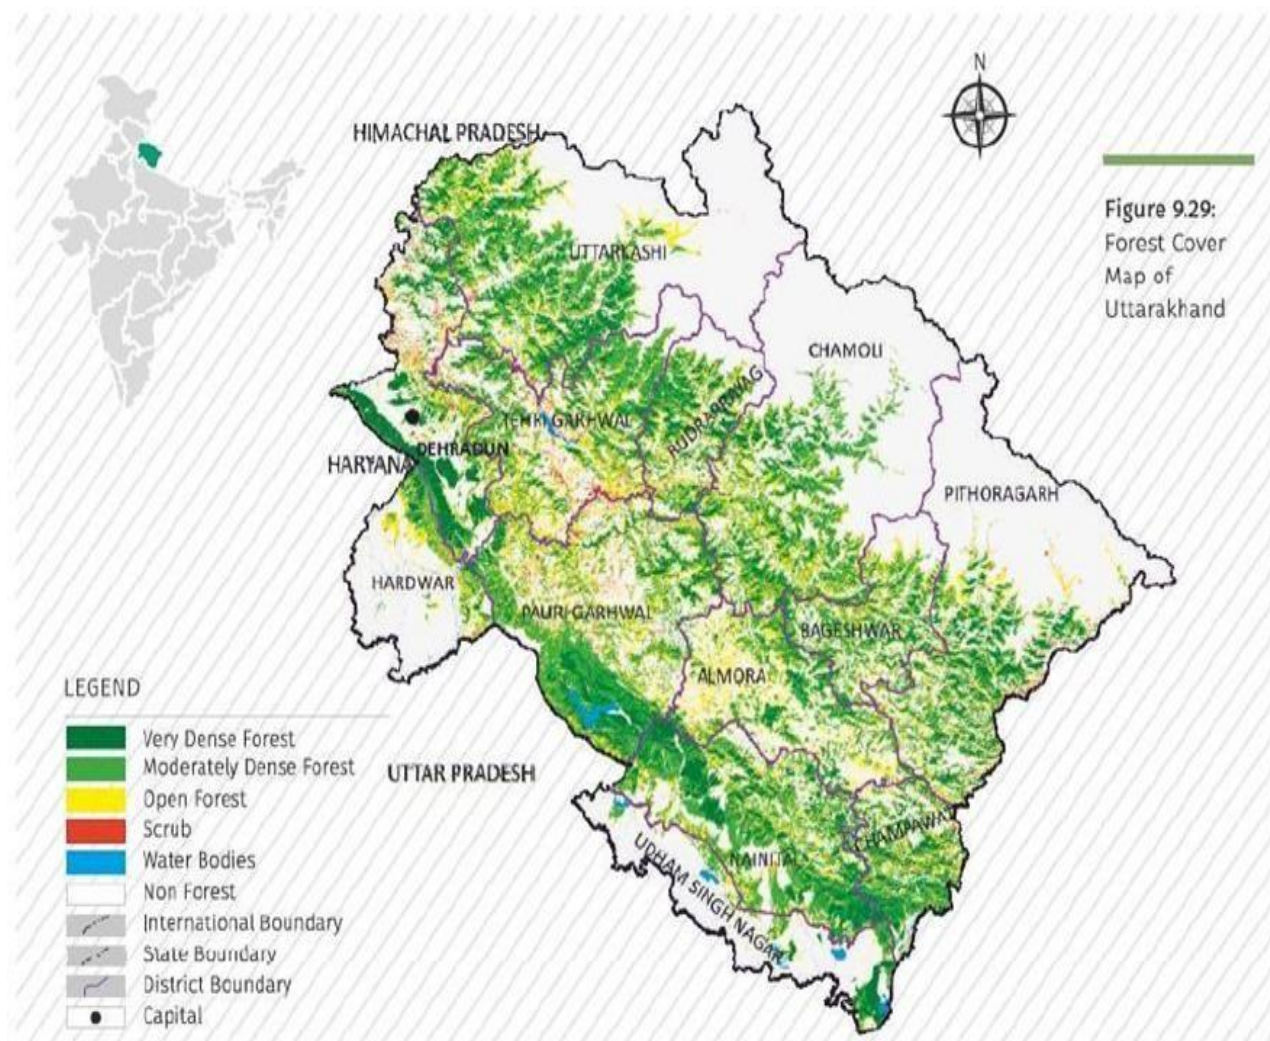 N
HIMACHAL PRADESH
Figure 9.29:
Forest Cover
Map of
Uttarakhand
UTTARKASHI
CHAMOLI
RUDRAPRAYAG
TEHRI GARHWAL
DEHRADUN
HARYANA
PITHORAGARH
HARDWAR
PAURI GARHWAL
BAGESHWAR
ALMORA
UTTAR PRADESH
CHAMPAWAT
NAINITAL
UDHAM SINGH NAGAR
LEGEND
Very Dense Forest
Moderately Dense Forest
Open Forest
Scrub
Water Bodies
Non Forest
International Boundary
State Boundary
District Boundary
Capital